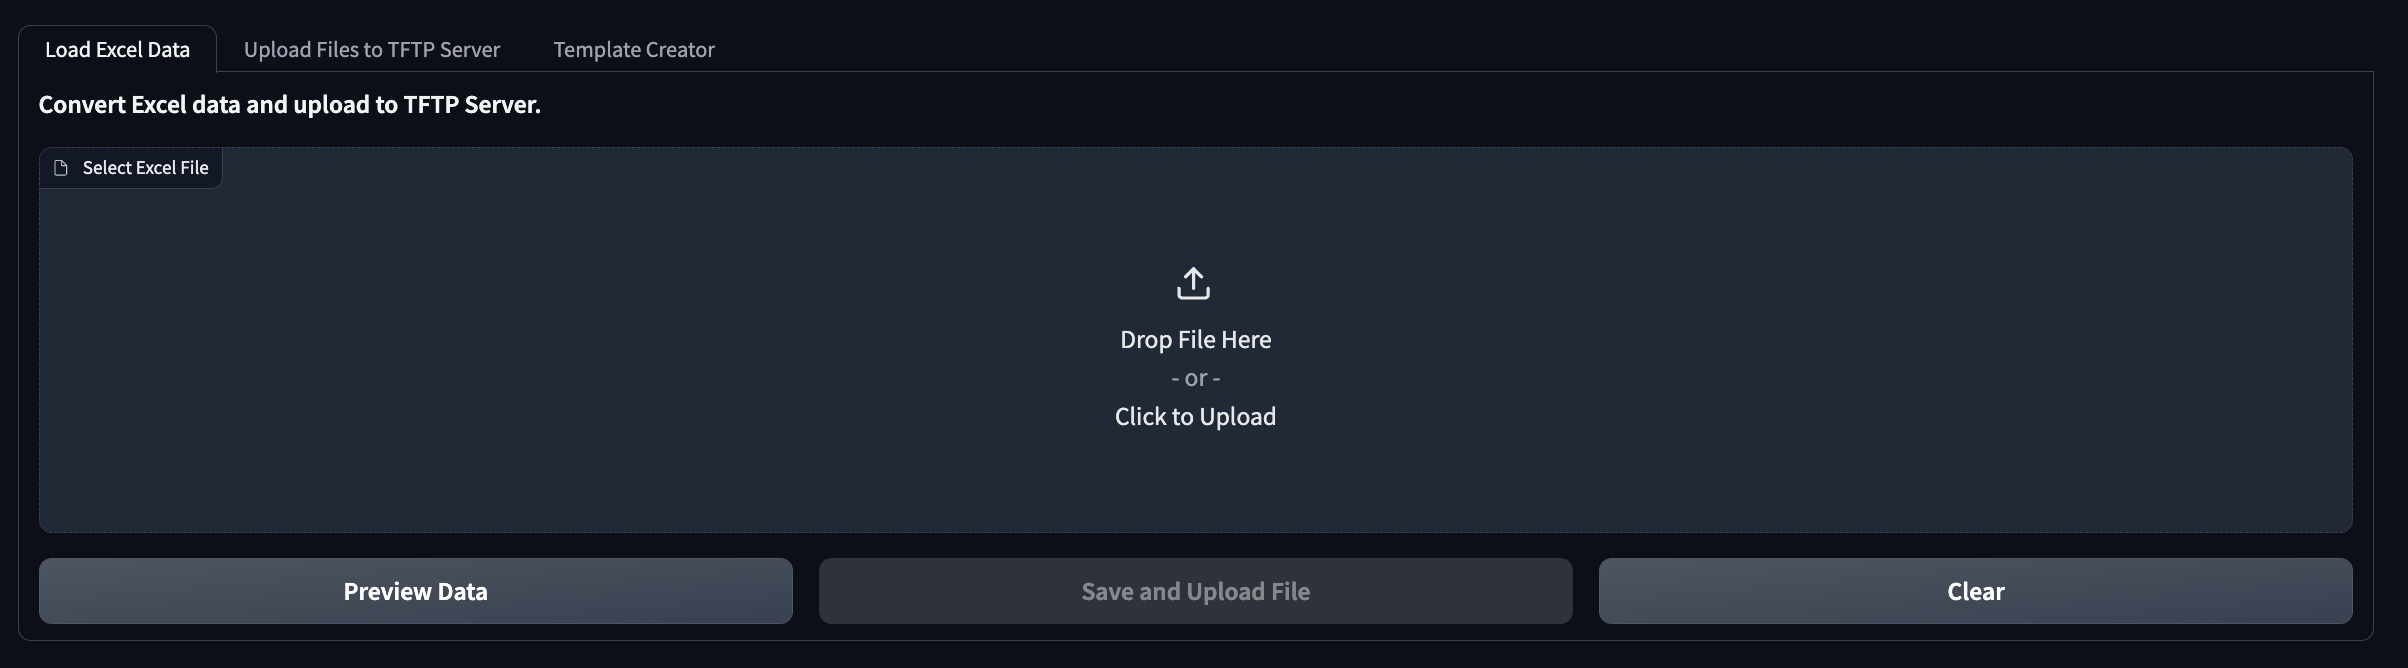 Load Excel Data
Upload Files to TFTP Server
Template Creator
Convert Excel data and upload to TFTP Server.
Select Excel File
Drop File Here
- or -
Click to Upload
Preview Data
Save and Upload File
Clear